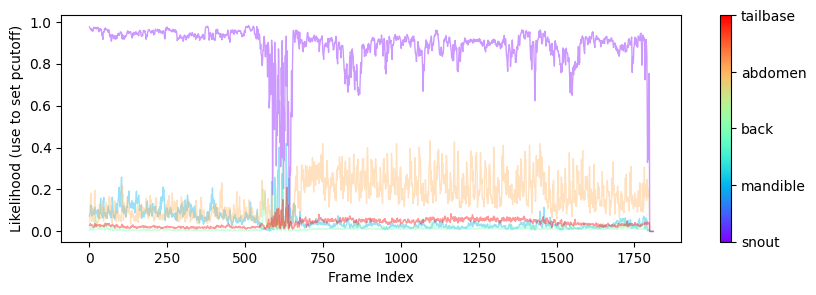 Likelihood (use to set pcutoff)
1.0
0.8
0.6
0.4
0.2
0.0
0
250
500
750
1000
1250
1500
1750
Frame Index
tailbase
abdomen
back
mandible
snout